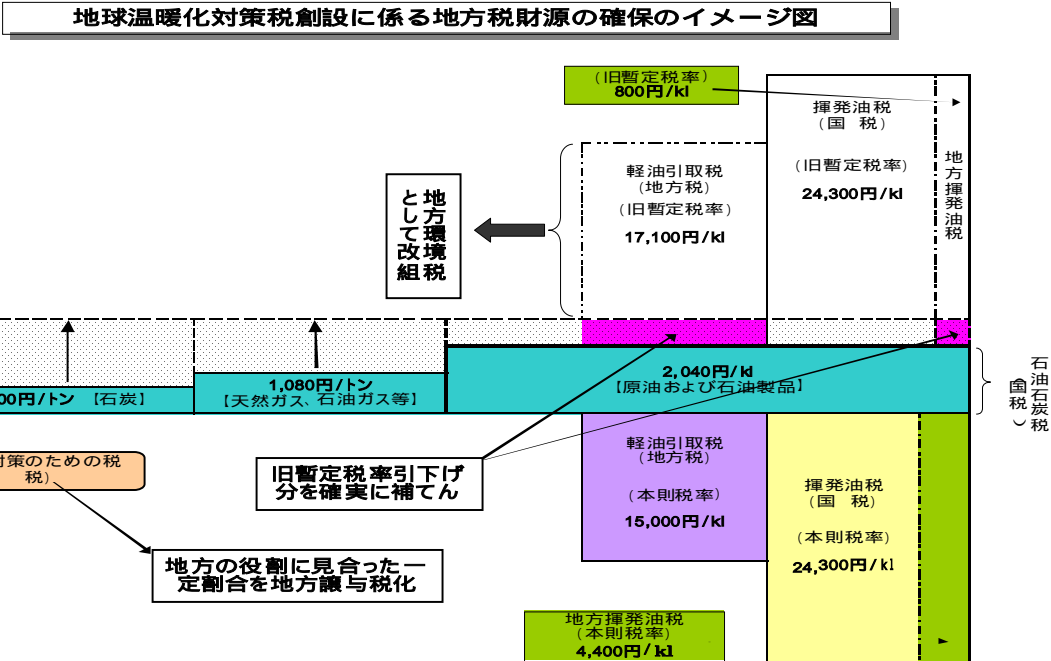 地球温暖化対策税創設に係る地方税財源の確保のイメージ図
(旧暫定税率)
800円/kl
揮発油税
(国 税)
(旧暫定税率)
24,300円/kl
地方揮発油税
軽油引取税
(地方税)
(旧暫定税率)
17,100円/kl
地方環境税
として改組
2,040円/kl
【原油および石油製品】
1,080円/トン
【天然ガス、石油ガス等】
00円/トン 【石炭】
石油石炭税
(国税)
対策のための税
税)
旧暫定税率引下げ
分を確実に補てん
軽油引取税
(地方税)
(本則税率)
15,000円/kl
揮発油税
(国 税)
(本則税率)
24,300円/kl
地方の役割に見合った一
定割合を地方譲与税化
地方揮発油税
(本則税率)
4,400円/kl